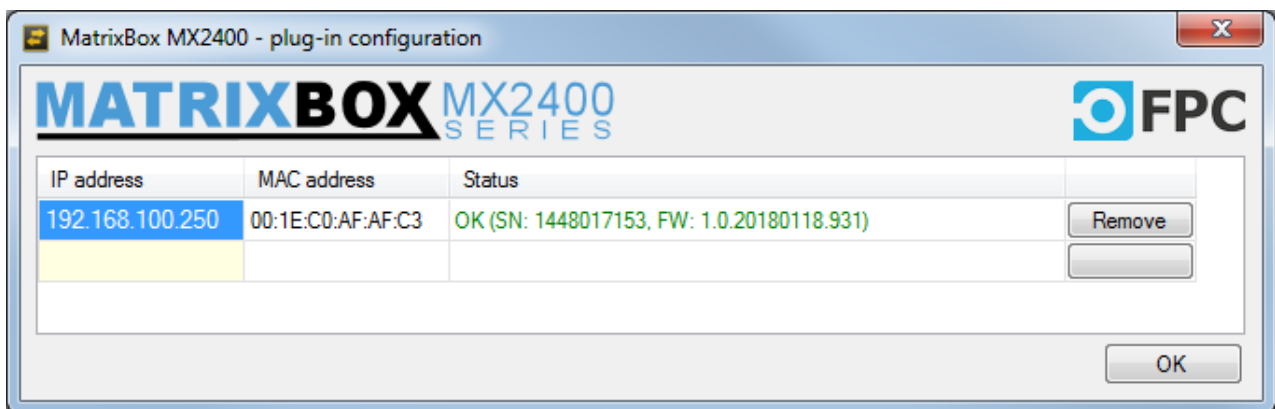 MatrixBox MX2400 - plug-in configuration
MATRIXBOX MX2400 SERIES FPC
IP address MAC address Status
192.168.100.250 00:1E:C0:AF:AF:C3 OK (SN: 1448017153, FW: 1.0.20180118.931) Remove
OK